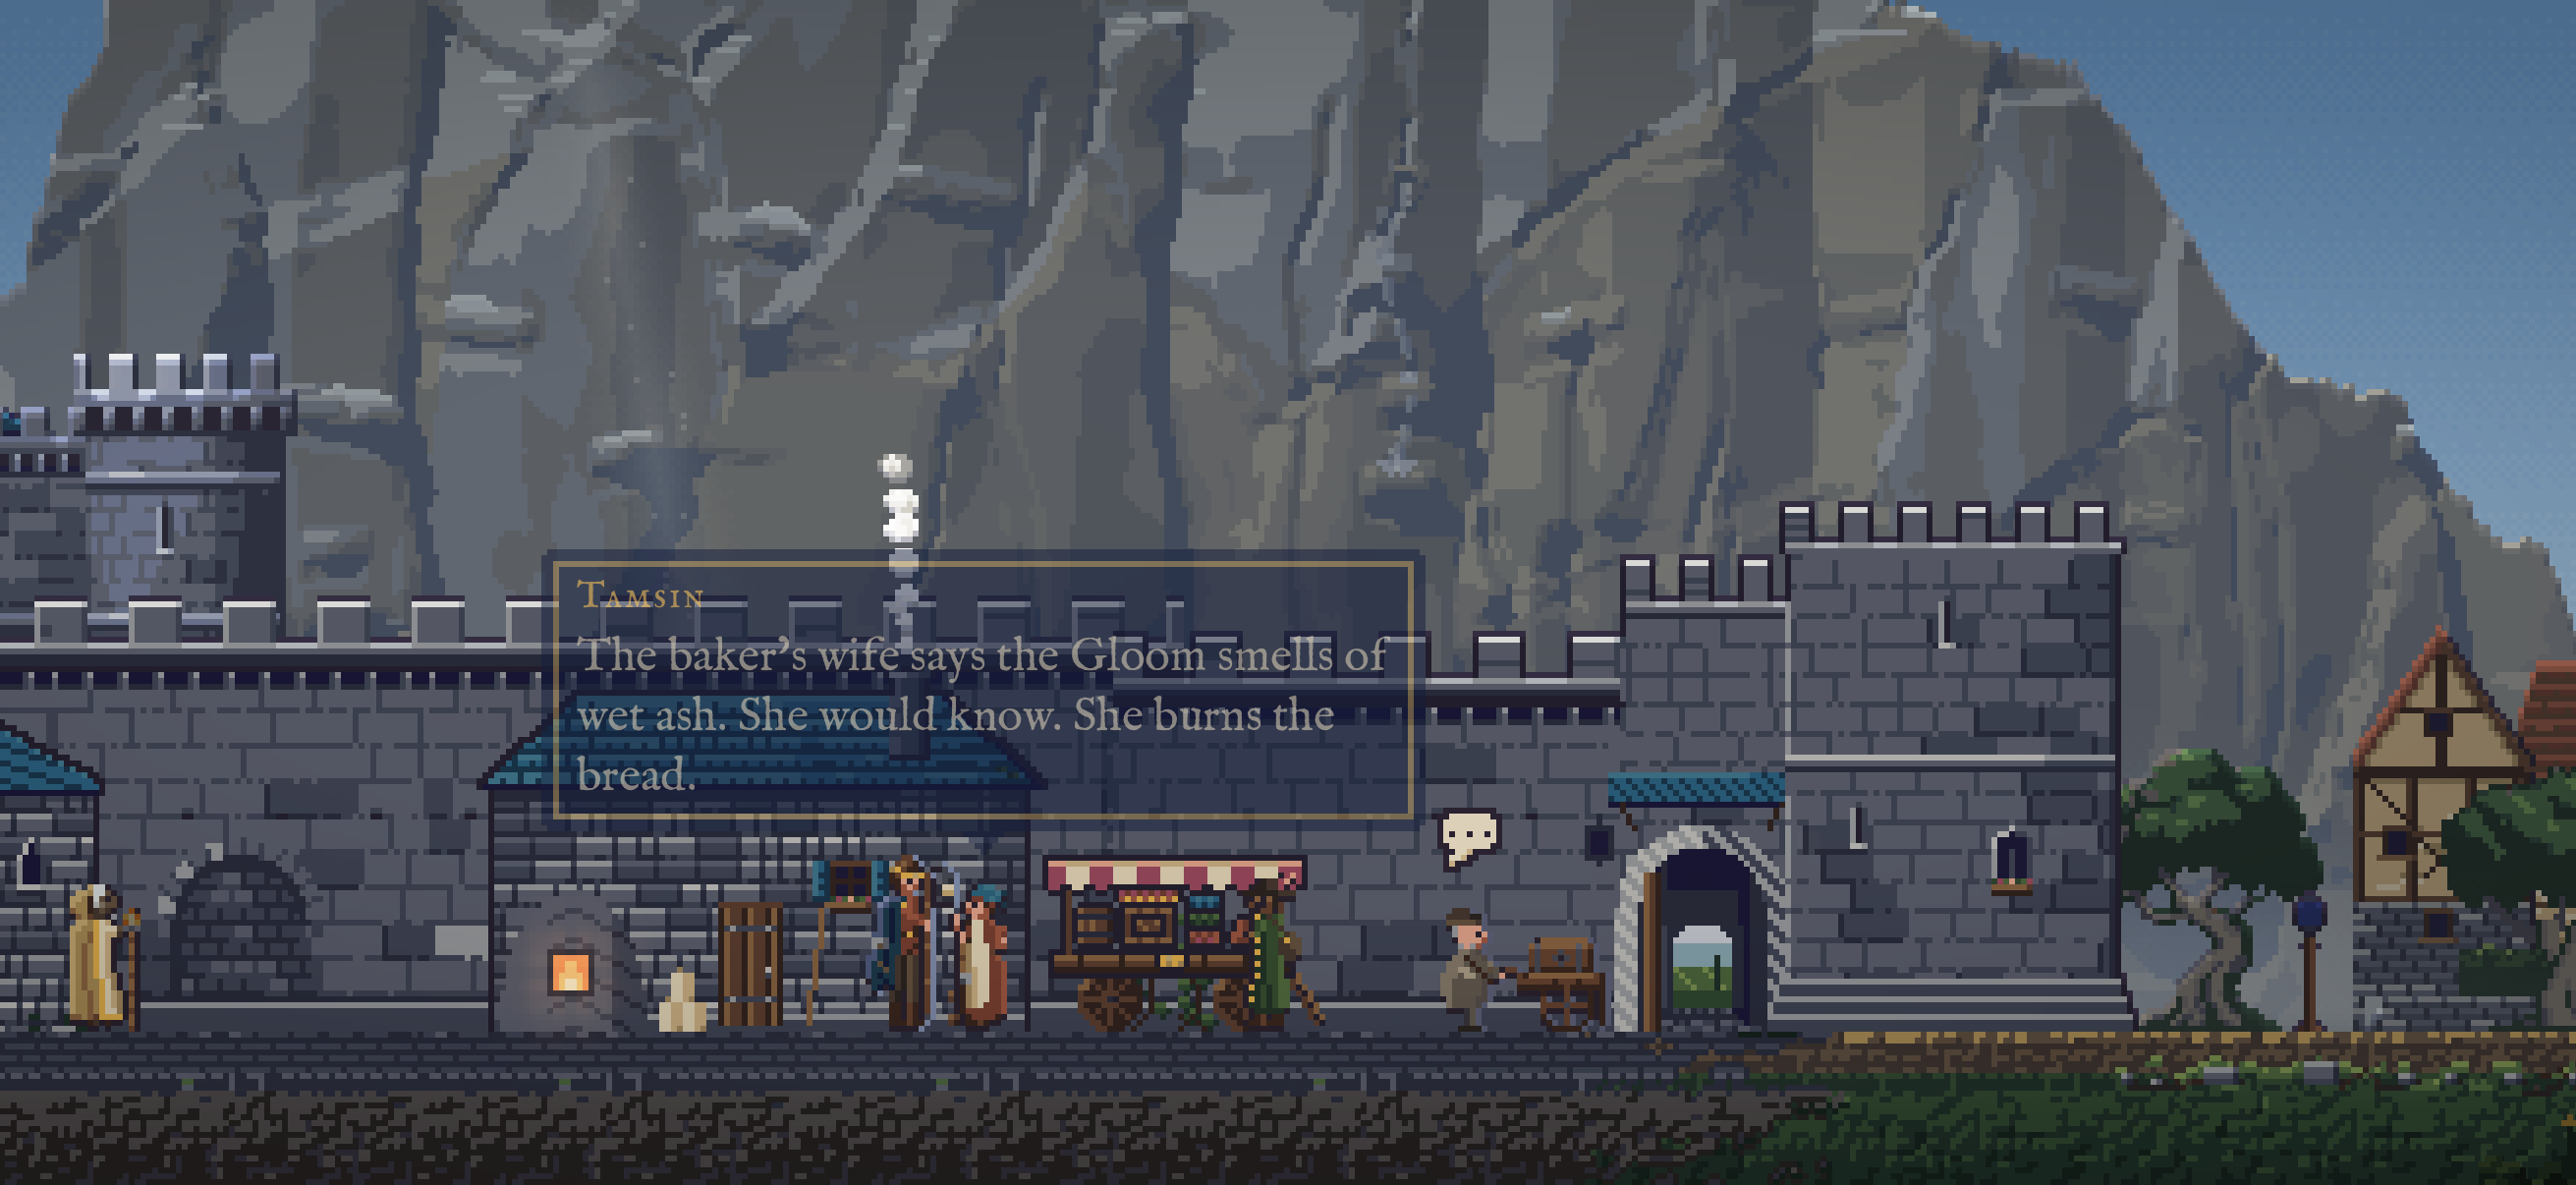 Tamsin
The baker's wife says the Gloom smells of
wet ash. She would know. She burns the
bread.